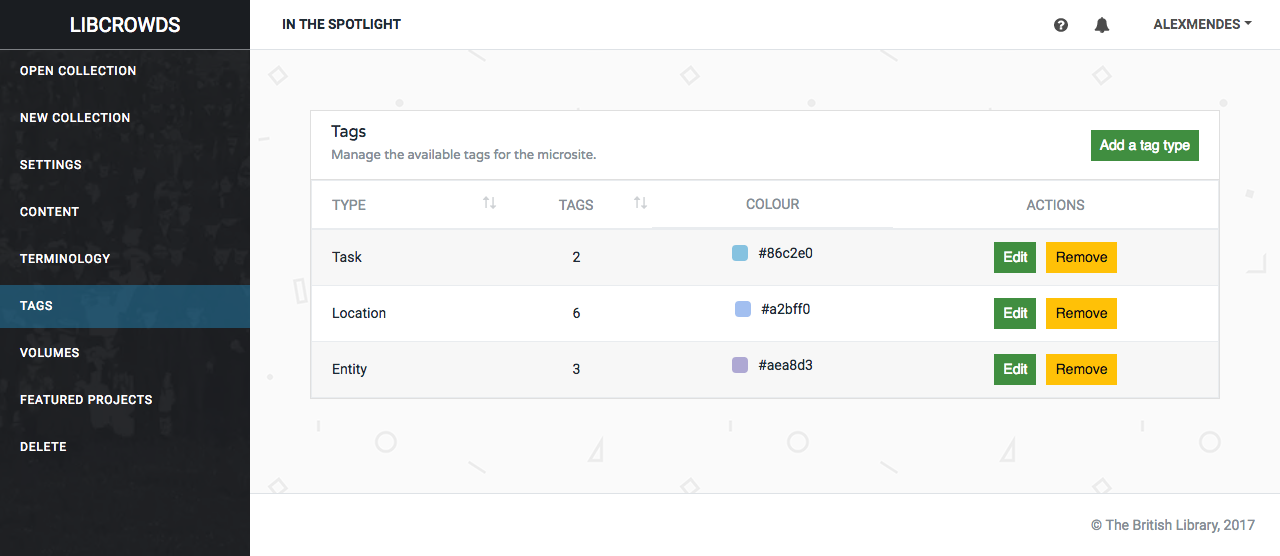 LIBCROWDS
IN THE SPOTLIGHT
ALEXMENDES
OPEN COLLECTION
NEW COLLECTION
SETTINGS
CONTENT
TERMINOLOGY
TAGS
VOLUMES
FEATURED PROJECTS
DELETE
Tags
Manage the available tags for the microsite.
Add a tag type
TYPE TAGS COLOUR ACTIONS
Task 2 #86c2e0 Edit Remove
Location 6 #a2bff0 Edit Remove
Entity 3 #aea8d3 Edit Remove
© The British Library, 2017